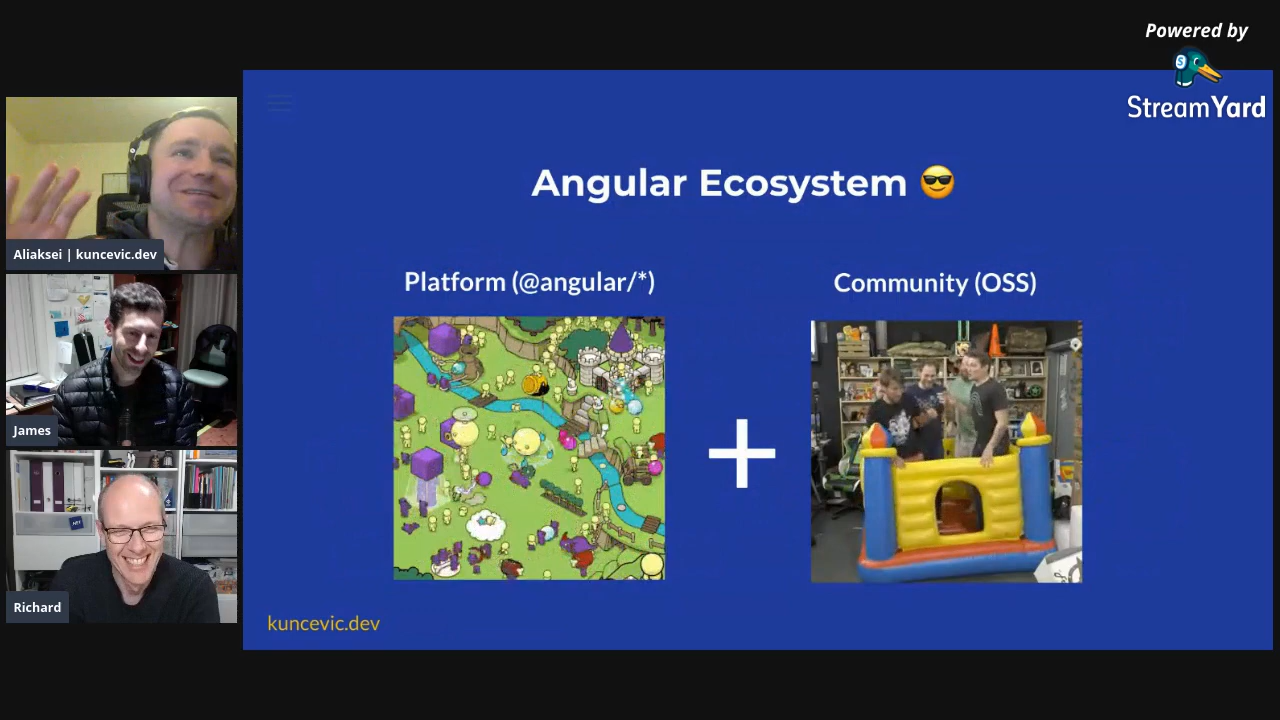 Powered by
StreamYard
Angular Ecosystem 😎
Platform (@angular/*)
Community (OSS)
kuncevic.dev
Aliaksei | kuncevic.dev
James
Richard